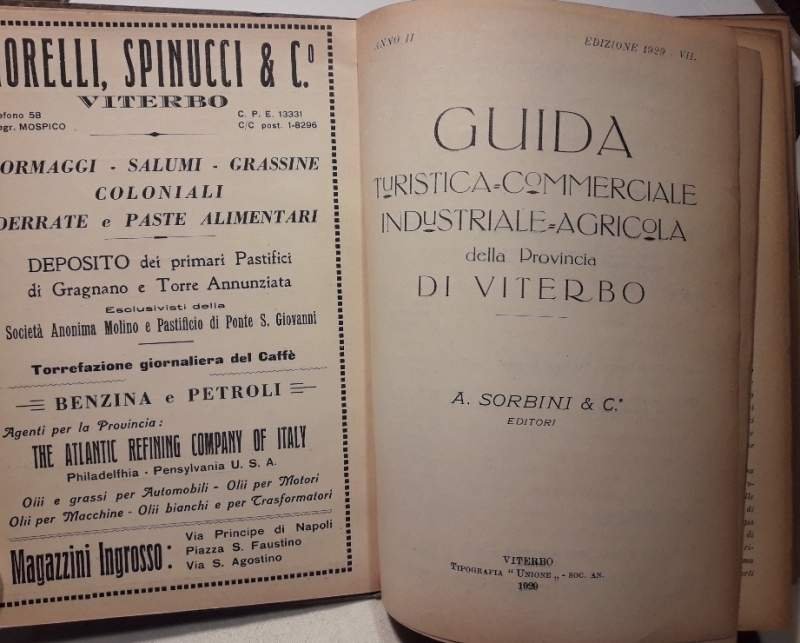 ORELLI, SPINUCCI & C.º
VITERBO
efono 58
egr. MOSPICO
C. P. E. 13331
C/C post. 1-8296
ORMAGGI - SALUMI - GRASSINE
COLONIALI
DERRATE e PASTE ALIMENTARI
DEPOSITO dei primari Pastifici
di Gragnano e Torre Annunziata
Esclusivisti della
Società Anonima Molino e Pastificio di Ponte S. Giovanni
Torrefazione giornaliera del Caffè
BENZINA e PETROLI
Agenti per la Provincia:
THE ATLANTIC REFINING COMPANY OF ITALY
Philadelfhia - Pensylvania U. S. A.
Olii e grassi per Automobili - Olii per Motori
Olii per Macchine - Olii bianchi e per Trasformatori
Magazzini Ingrosso:
Via Principe di Napoli
Piazza S. Faustino
Via S. Agostino
ANNO II
EDIZIONE 1929 - VII.
GUIDA
TURISTICA=COMMERCIALE
INDUSTRIALE=AGRICOLA
della Provincia
DI VITERBO
A. SORBINI & C.º
EDITORI
VITERBO
TIPOGRAFIA "UNIONE" - SOC. AN.
1929